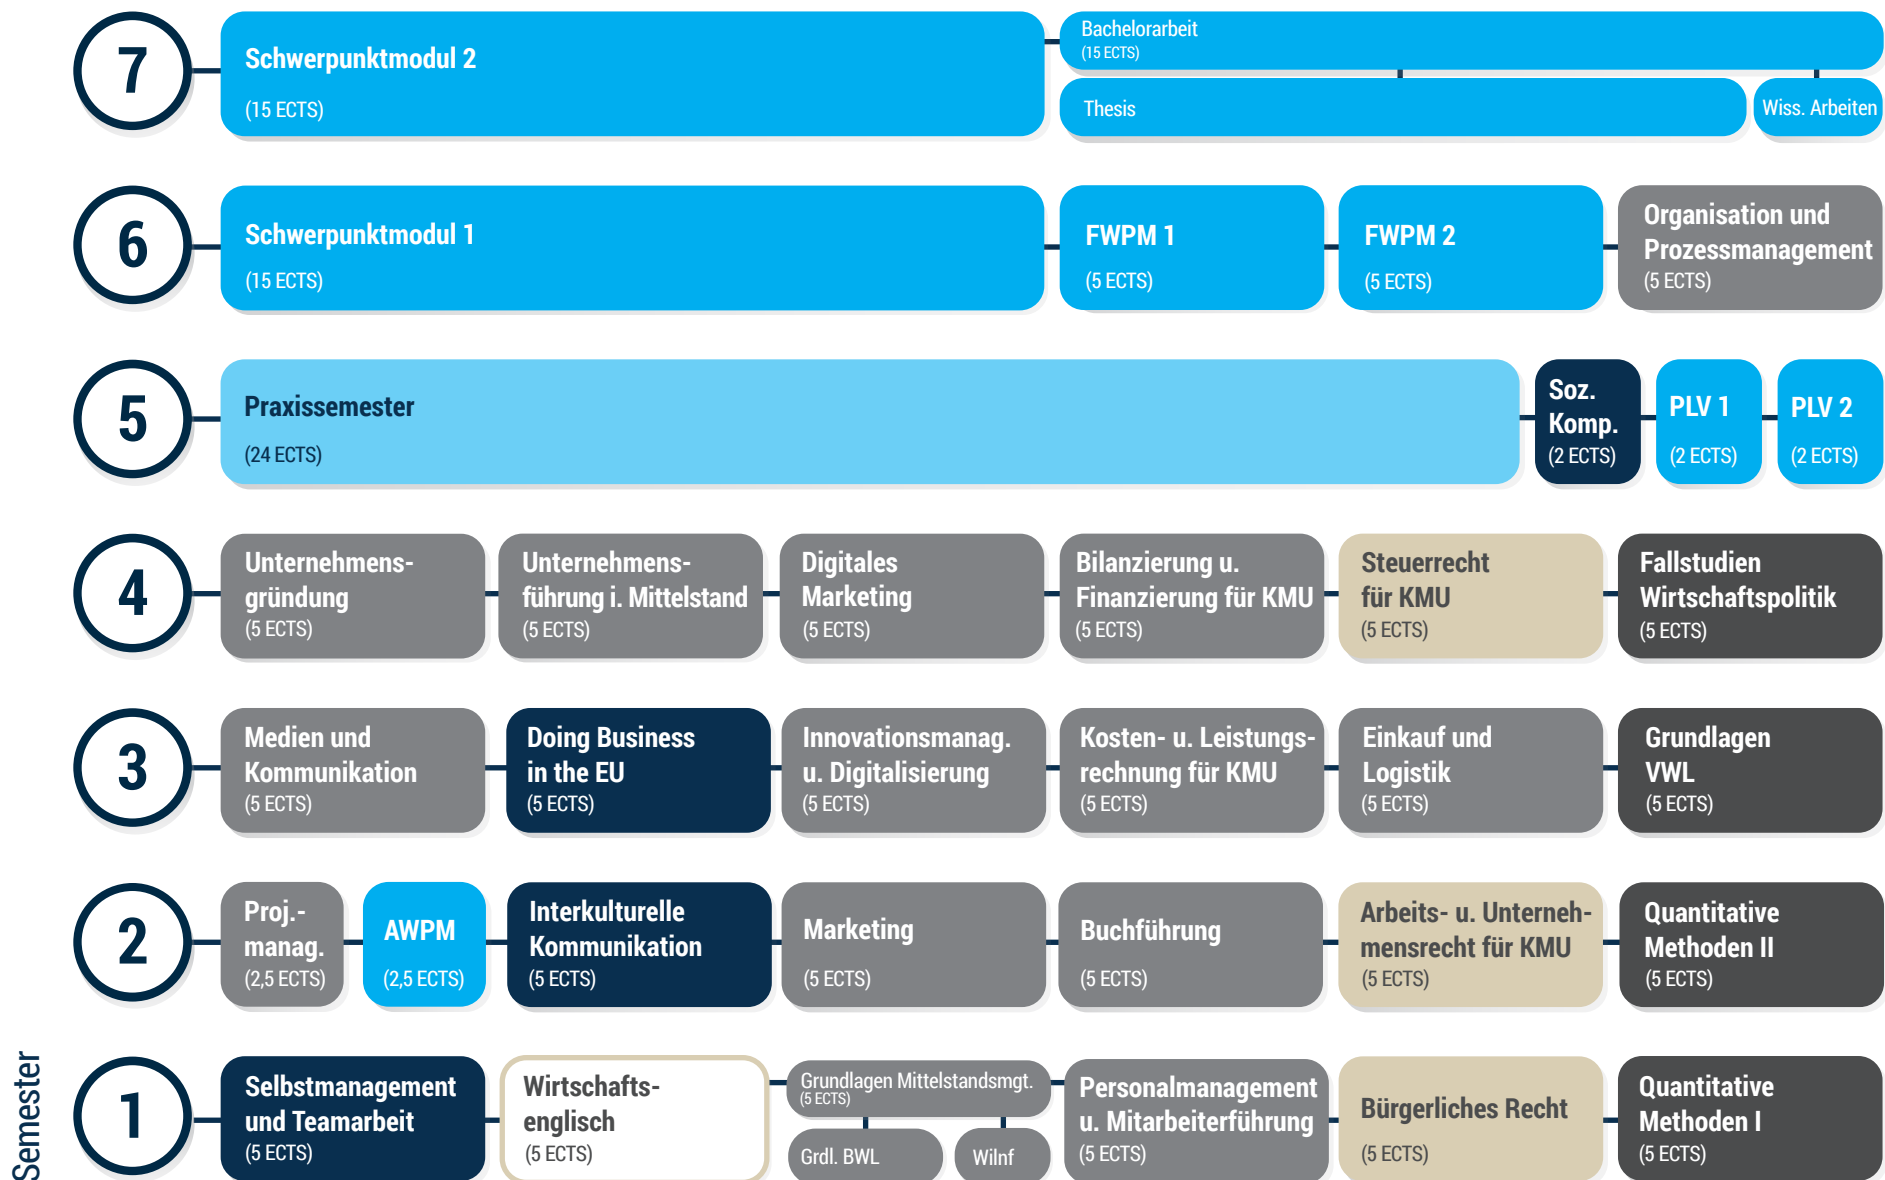 7
Schwerpunktmodul 2
(15 ECTS)
Bachelorarbeit
(15 ECTS)
Thesis
Wiss. Arbeiten
6
Schwerpunktmodul 1
(15 ECTS)
FWPM 1
(5 ECTS)
FWPM 2
(5 ECTS)
Organisation und
Prozessmanagement
(5 ECTS)
5
Praxissemester
(24 ECTS)
Soz.
Komp.
(2 ECTS)
PLV 1
(2 ECTS)
PLV 2
(2 ECTS)
4
Unternehmens-
gründung
(5 ECTS)
Unternehmens-
führung i. Mittelstand
(5 ECTS)
Digitales
Marketing
(5 ECTS)
Bilanzierung u.
Finanzierung für KMU
(5 ECTS)
Steuerrecht
für KMU
(5 ECTS)
Fallstudien
Wirtschaftspolitik
(5 ECTS)
3
Medien und
Kommunikation
(5 ECTS)
Doing Business
in the EU
(5 ECTS)
Innovationsmanag.
u. Digitalisierung
(5 ECTS)
Kosten- u. Leistungs-
rechnung für KMU
(5 ECTS)
Einkauf und
Logistik
(5 ECTS)
Grundlagen
VWL
(5 ECTS)
2
Proj.-
manag.
(2,5 ECTS)
AWPM
(2,5 ECTS)
Interkulturelle
Kommunikation
(5 ECTS)
Marketing
(5 ECTS)
Buchführung
(5 ECTS)
Arbeits- u. Unterneh-
mensrecht für KMU
(5 ECTS)
Quantitative
Methoden II
(5 ECTS)
Semester
1
Selbstmanagement
und Teamarbeit
(5 ECTS)
Wirtschafts-
englisch
(5 ECTS)
Grundlagen Mittelstandsmgt.
(5 ECTS)
Grdl. BWL
WiInf
Personalmanagement
u. Mitarbeiterführung
(5 ECTS)
Bürgerliches Recht
(5 ECTS)
Quantitative
Methoden I
(5 ECTS)